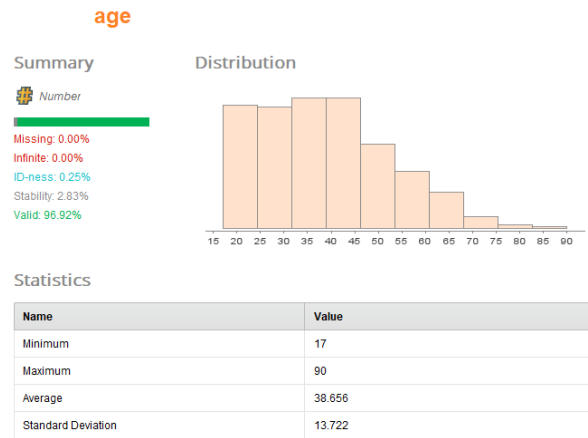 age
Summary
Distribution
# Number
Missing: 0.00%
Infinite: 0.00%
ID-ness: 0.25%
Stability: 2.83%
Valid: 96.92%
15 20 25 30 35 40 45 50 55 60 65 70 75 80 85 90
Statistics
Name Value
Minimum 17
Maximum 90
Average 38.656
Standard Deviation 13.722